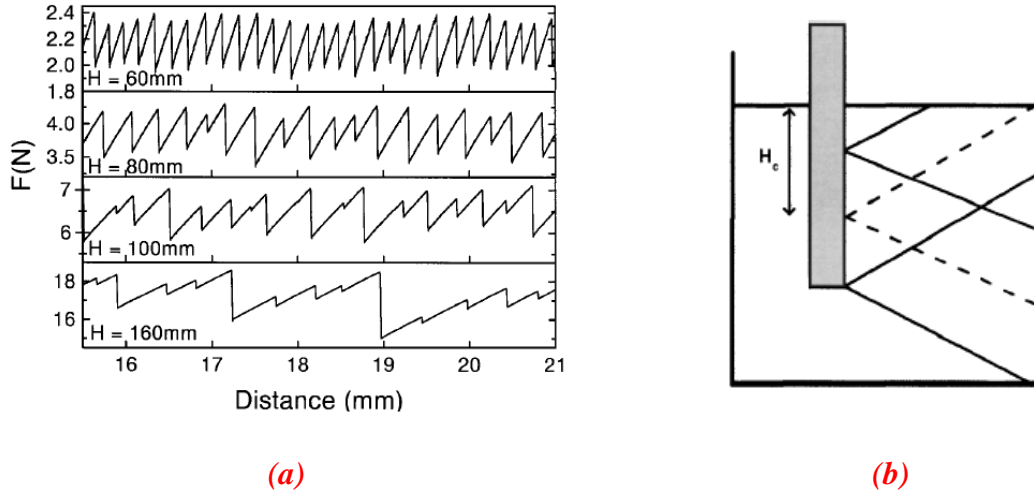 2.4
2.2
2.0
1.8
H = 60mm
4.0
3.5
H = 80mm
F(N)
7
6
H = 100mm
18
16
H = 160mm
16 17 18 19 20 21
Distance (mm)
H c
(a) (b)